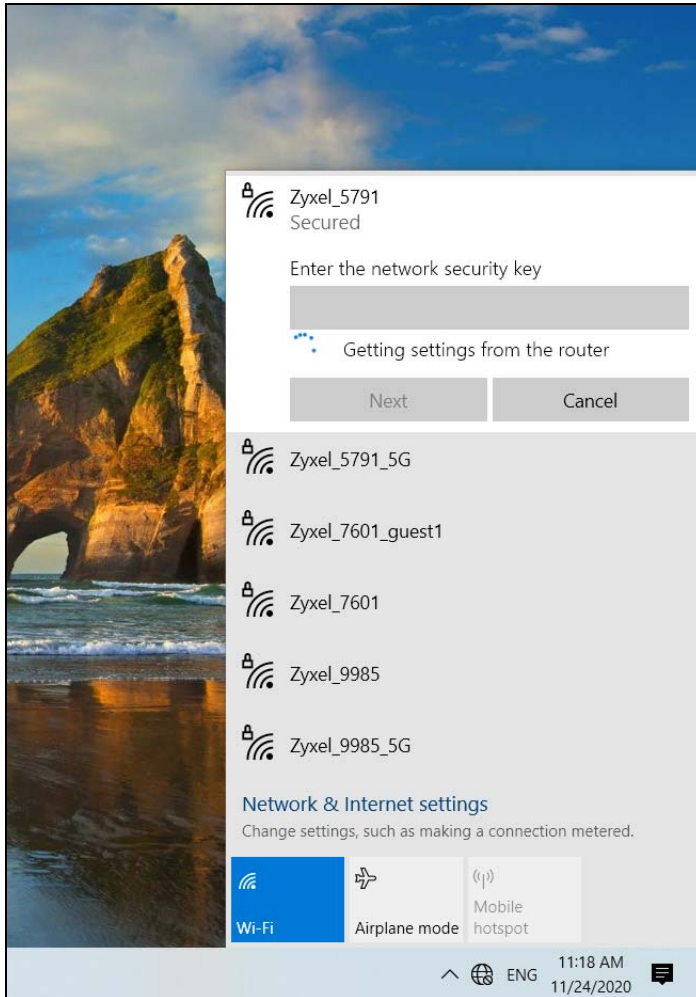 Zyxel_5791
Secured
Enter the network security key
Getting settings from the router
Next
Cancel
Zyxel_5791_5G
Zyxel_7601_guest1
Zyxel_7601
Zyxel_9985
Zyxel_9985_5G
Network & Internet settings
Change settings, such as making a connection metered.
Wi-Fi
Airplane mode
Mobile
hotspot
ENG
11:18 AM
11/24/2020